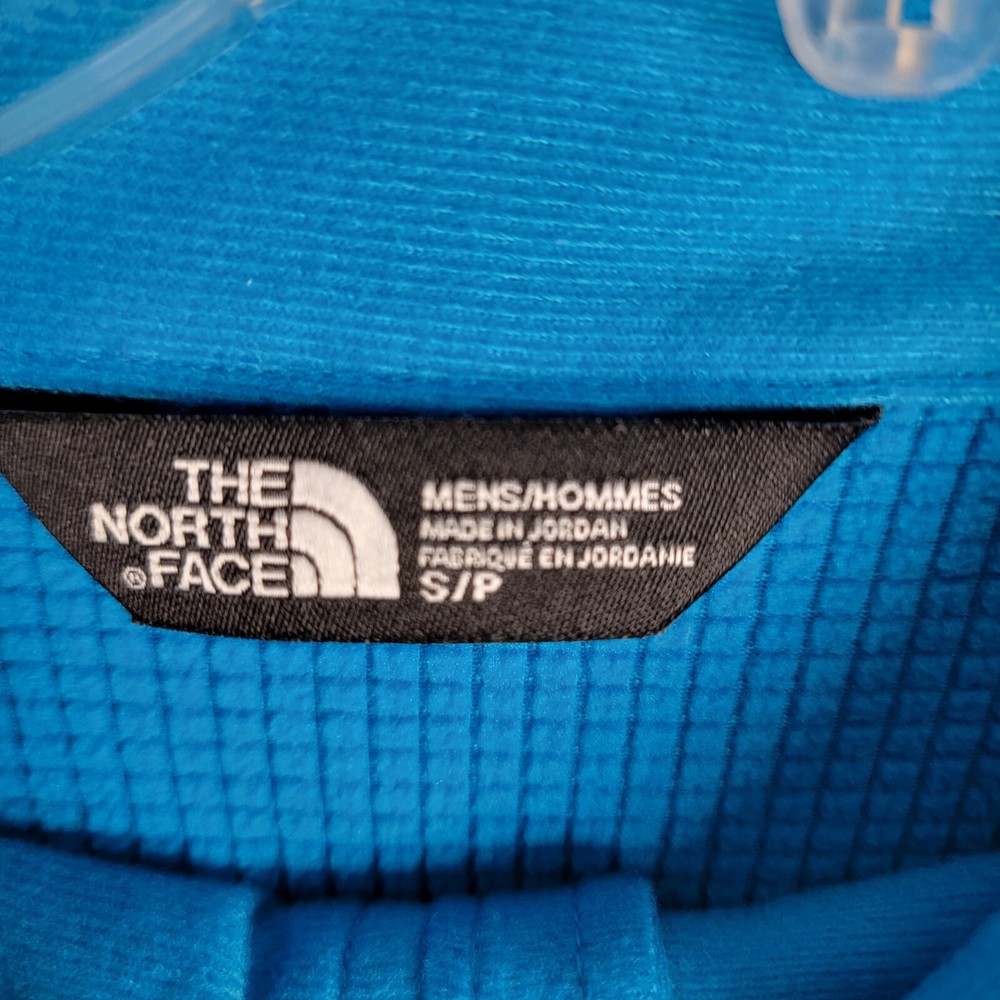 THE
NORTH
®FACE
MENS/HOMMES
MADE IN JORDAN
FABRIQUÉ EN JORDANIE
S/P